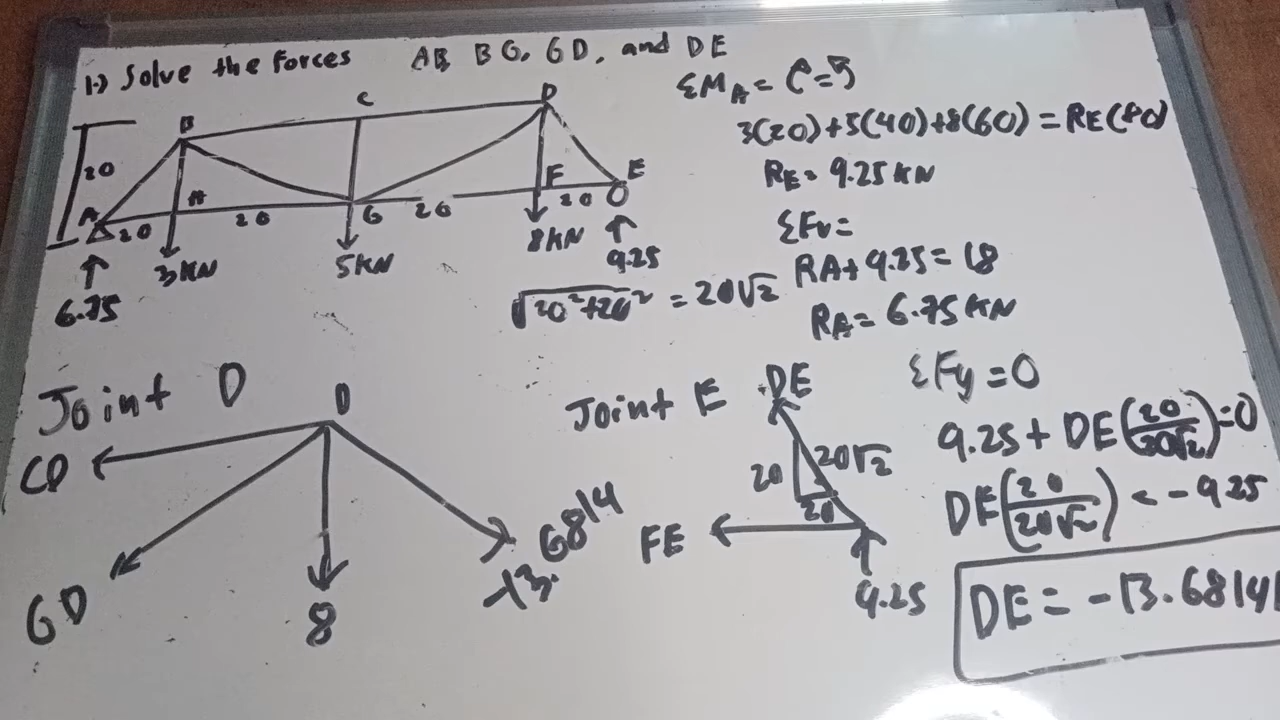 1.) Solve the forces AB, BG, GD, and DE
ΣMA = (↶=↷)
3(20)+5(40)+8(60) = RE(80)
RE = 9.25 KN
ΣFv =
RA + 9.25 = 18
RA = 6.75 KN
B
C
D
20
A
H
G
F
E
20
20
20
20
3KN
5KN
8KN
9.25
6.75
√20²+20² = 20√2
Joint D
D
CD
GD
8
-13.6814
Joint E
DE
20
20√2
20
FE
9.25
ΣFy = 0
9.25 + DE(20/20√2) = 0
DE(20/20√2) = -9.25
DE = -13.6814